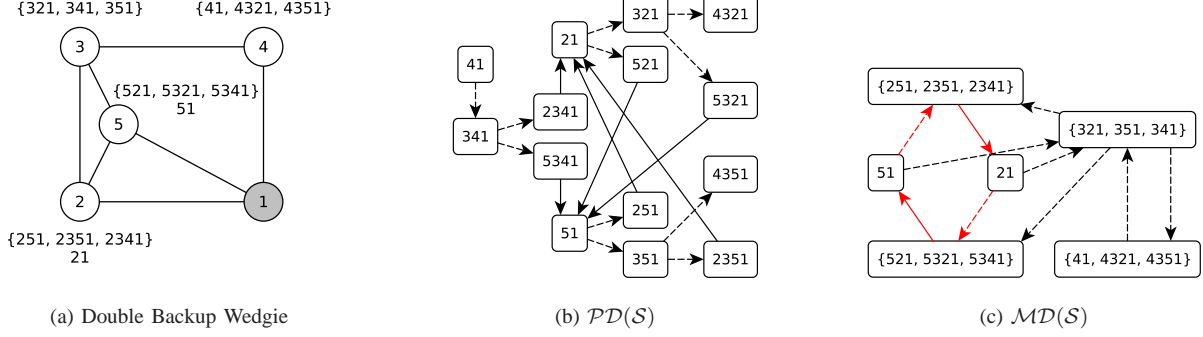 {321, 341, 351}
{41, 4321, 4351}
3
4
{521, 5321, 5341}
51
5
2
1
{251, 2351, 2341}
21
(a) Double Backup Wedgie
321
4321
21
41
521
5321
2341
341
5341
4351
251
51
351
2351
(b) PD(S)
{251, 2351, 2341}
{321, 351, 341}
51
21
{521, 5321, 5341}
{41, 4321, 4351}
(c) MD(S)